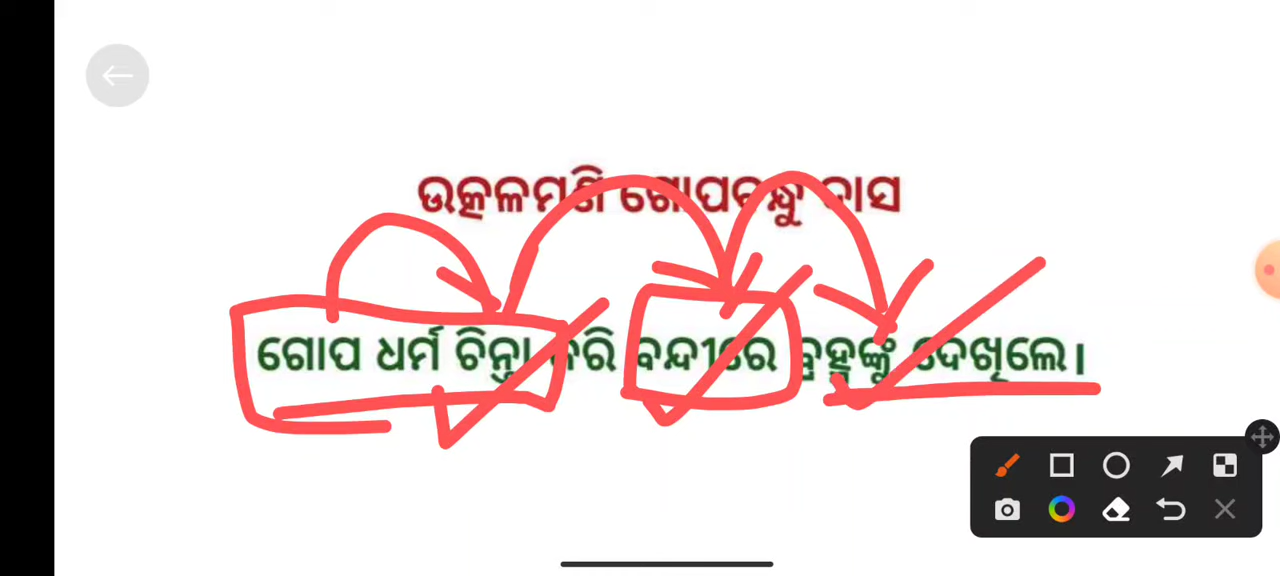 ଉତ୍କଳମଣି ଗୋପବନ୍ଧୁ ଦାସ
ଗୋପ ଧର୍ମ ଚିନ୍ତା କରି ବନ୍ଦୀରେ ବ୍ରହ୍ମଙ୍କୁ ଦେଖିଲେ।